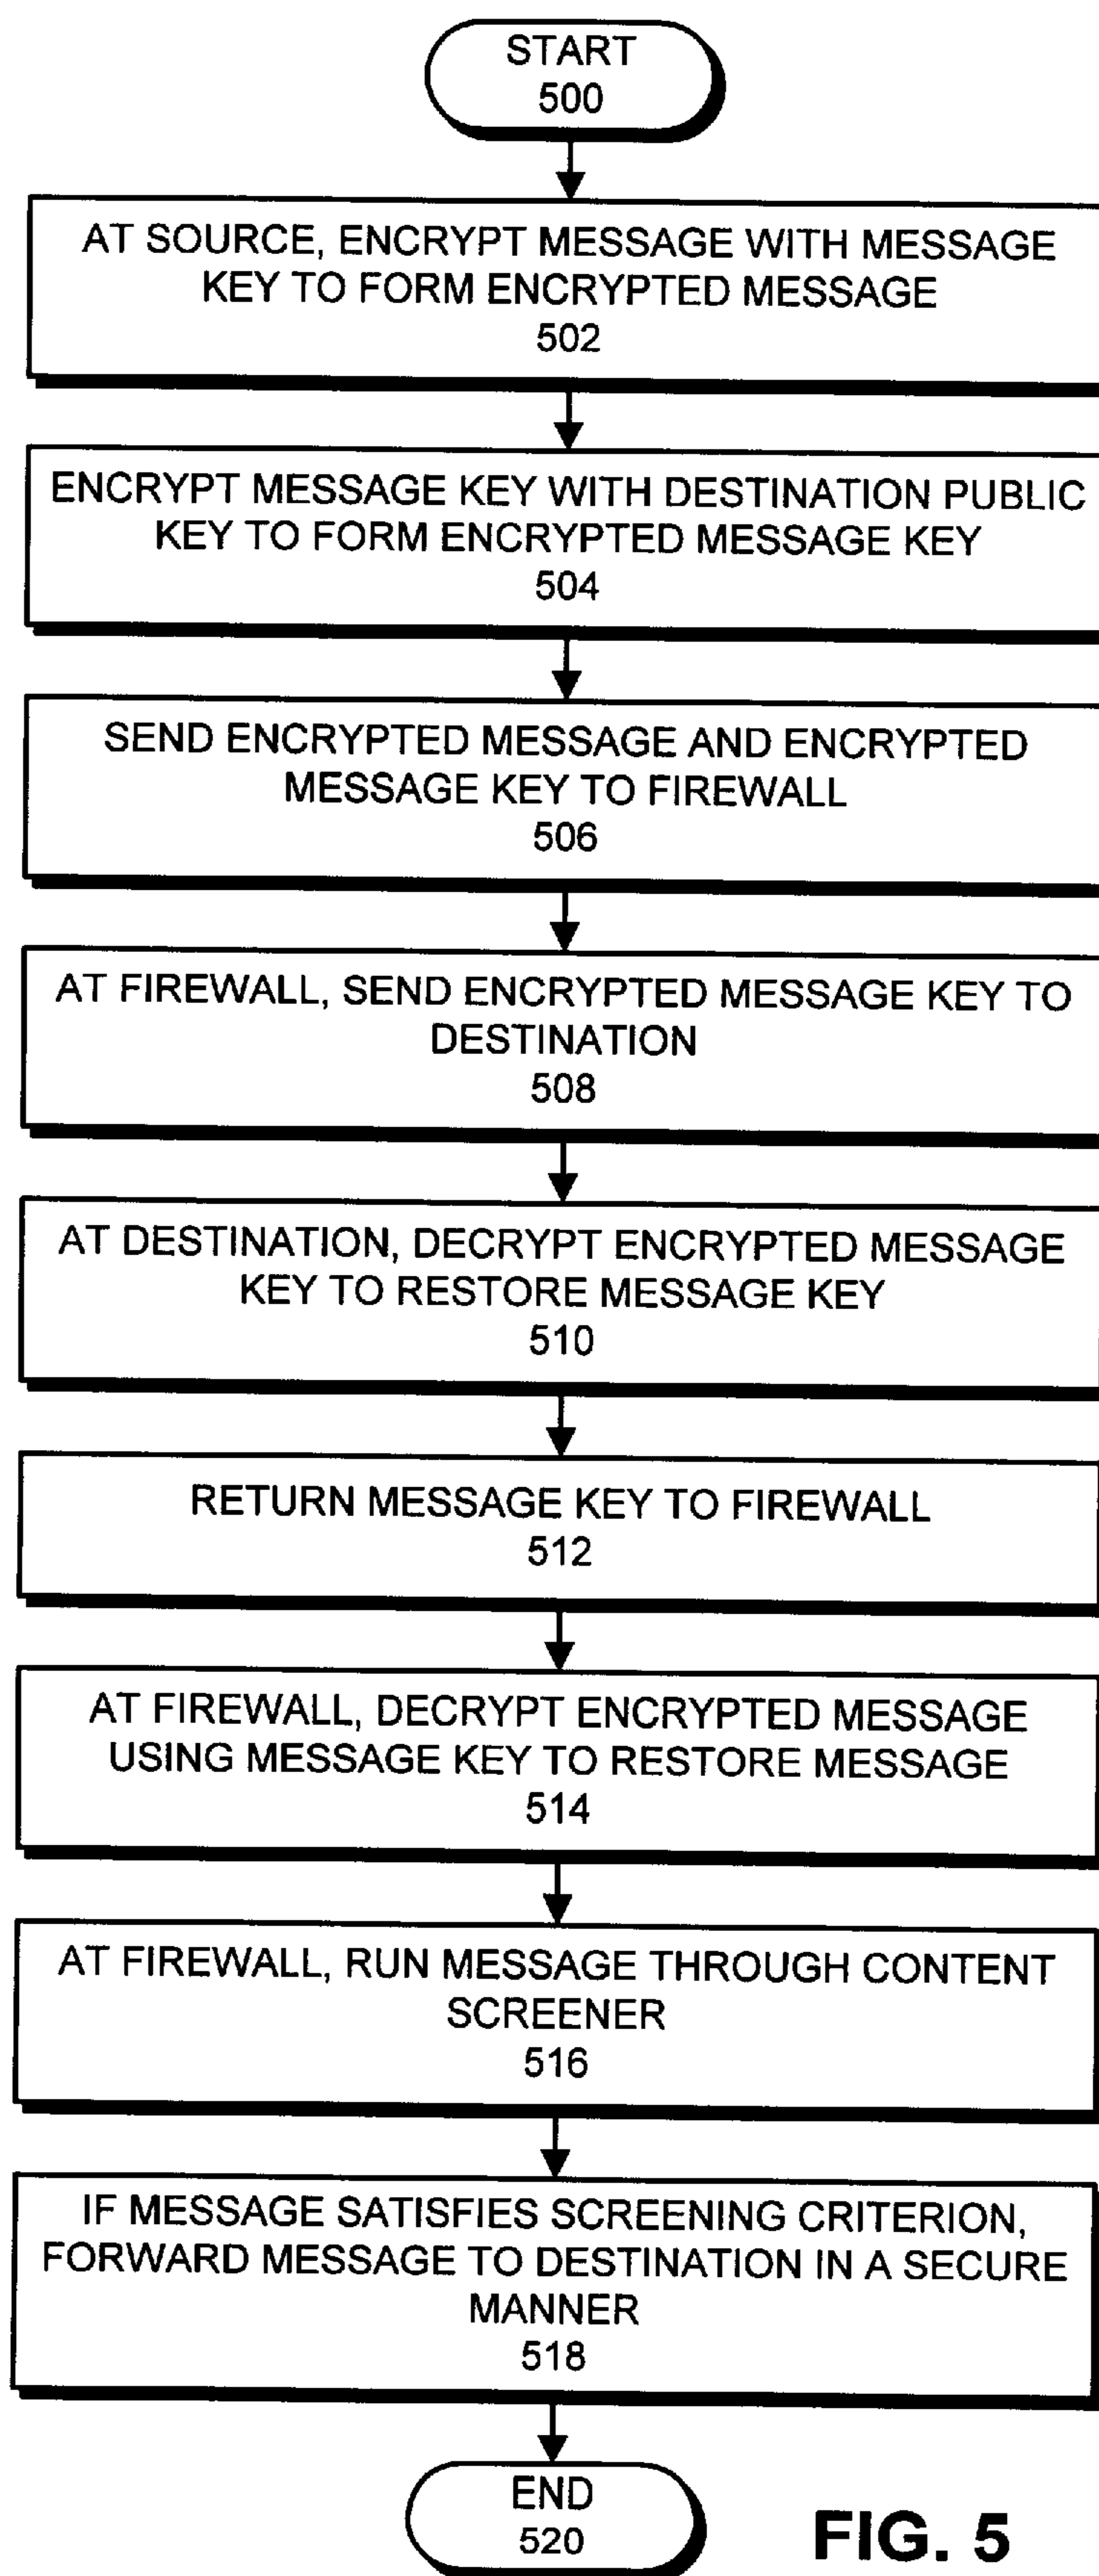 START
500
AT SOURCE, ENCRYPT MESSAGE WITH MESSAGE
KEY TO FORM ENCRYPTED MESSAGE
502
ENCRYPT MESSAGE KEY WITH DESTINATION PUBLIC
KEY TO FORM ENCRYPTED MESSAGE KEY
504
SEND ENCRYPTED MESSAGE AND ENCRYPTED
MESSAGE KEY TO FIREWALL
506
AT FIREWALL, SEND ENCRYPTED MESSAGE KEY TO
DESTINATION
508
AT DESTINATION, DECRYPT ENCRYPTED MESSAGE
KEY TO RESTORE MESSAGE KEY
510
RETURN MESSAGE KEY TO FIREWALL
512
AT FIREWALL, DECRYPT ENCRYPTED MESSAGE
USING MESSAGE KEY TO RESTORE MESSAGE
514
AT FIREWALL, RUN MESSAGE THROUGH CONTENT
SCREENER
516
IF MESSAGE SATISFIES SCREENING CRITERION,
FORWARD MESSAGE TO DESTINATION IN A SECURE
MANNER
518
END
520
FIG. 5